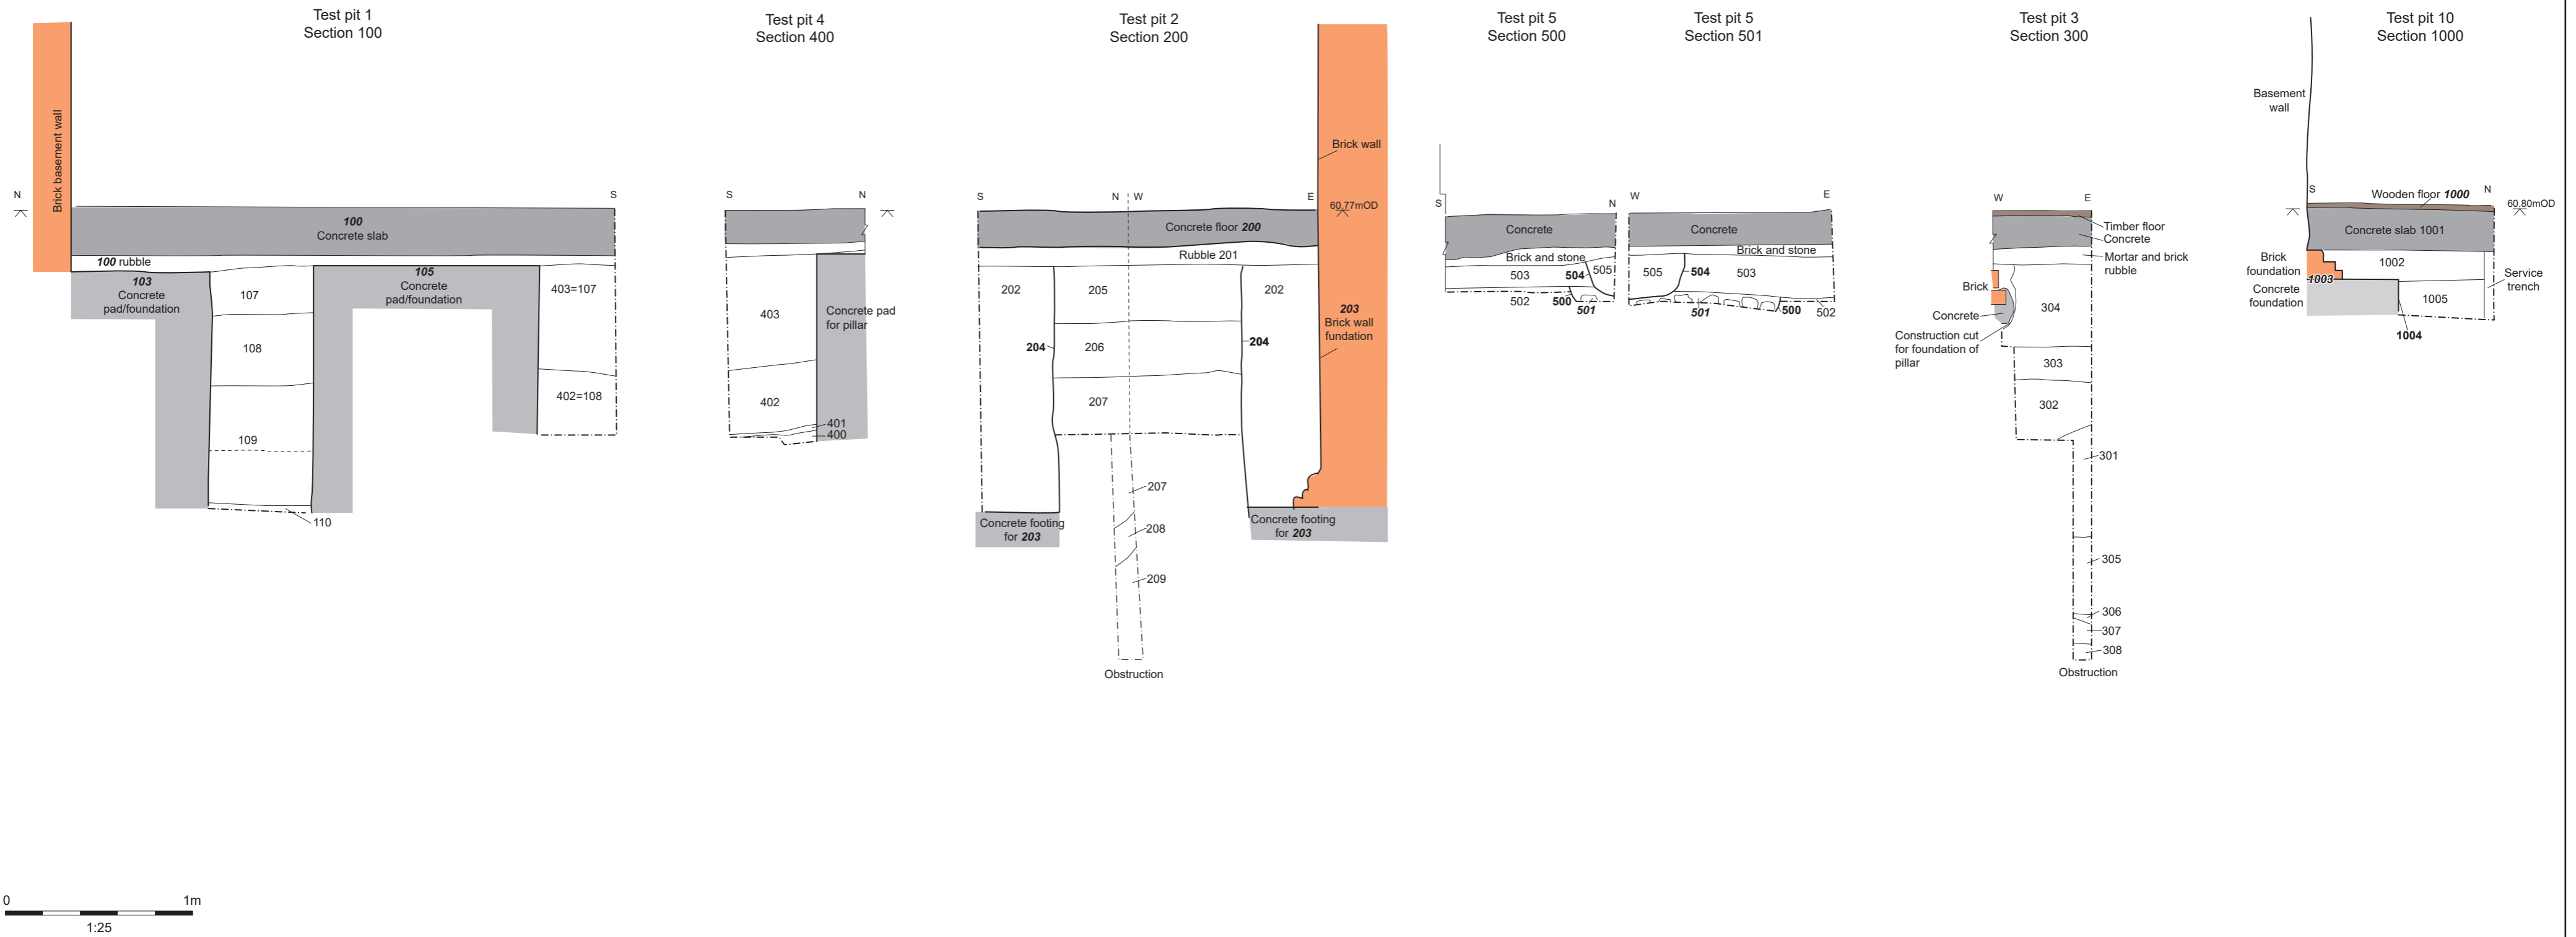 Test pit 1
Section 100
N
S
Brick basement wall
100
Concrete slab
100 rubble
103
Concrete
pad/foundation
105
Concrete
pad/foundation
107
108
109
110
403=107
402=108
Test pit 4
Section 400
S
N
403
Concrete pad
for pillar
402
401
400
Test pit 2
Section 200
S
N
W
E
Brick wall
60.77mOD
Concrete floor 200
Rubble 201
202
205
202
204
206
204
203
Brick wall
fundation
207
207
208
209
Concrete footing
for 203
Concrete footing
for 203
Obstruction
Test pit 5
Section 500
S
N
Concrete
Brick and stone
503
504
505
502
500
501
Test pit 5
Section 501
W
E
Concrete
Brick and stone
505
504
503
501
500
502
Test pit 3
Section 300
W
E
Timber floor
Concrete
Mortar and brick
rubble
Brick
304
Concrete
Construction cut
for foundation of
pillar
303
302
301
305
306
307
308
Obstruction
Test pit 10
Section 1000
Basement
wall
S
N
Wooden floor 1000
60.80mOD
Concrete slab 1001
Brick
foundation
1003
1002
Concrete
foundation
1005
Service
trench
1004
0
1m
1:25